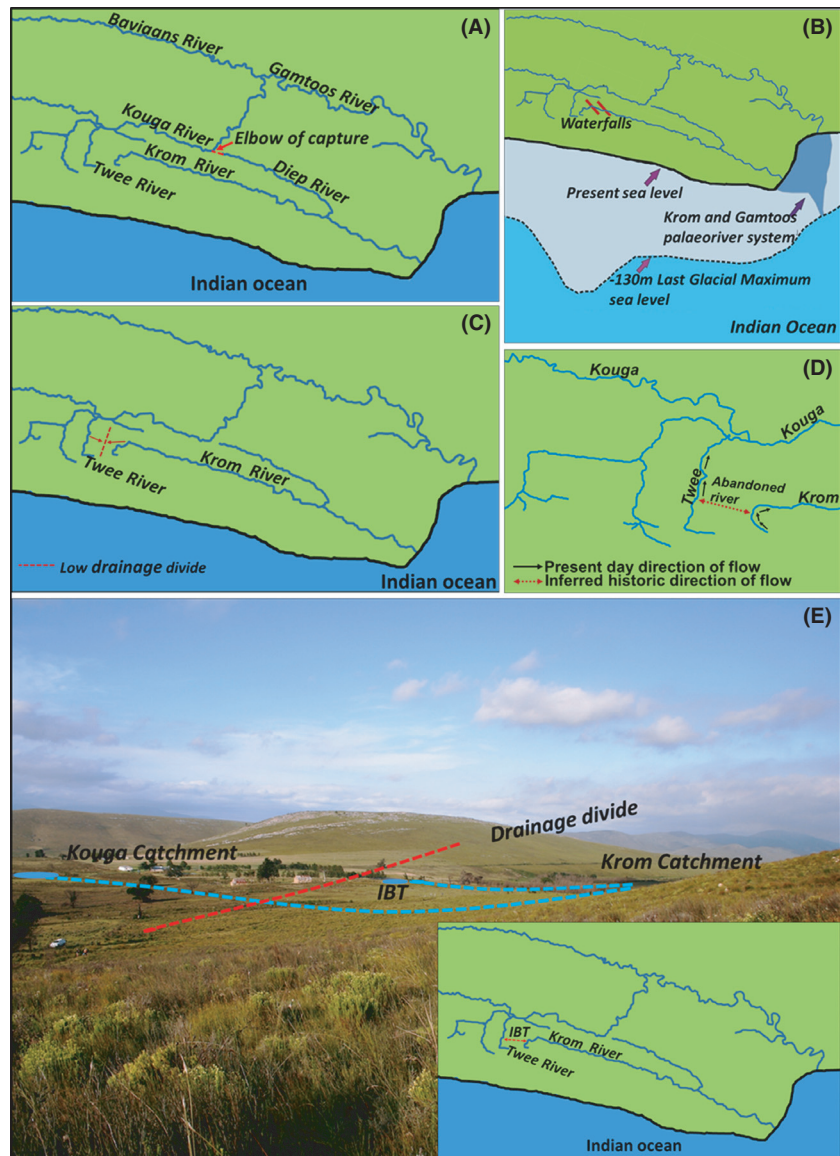 (A)
Baviaans River
Gamtoos River
Kouga River
Elbow of capture
Krom River
Diep River
Twee River
Indian ocean
(B)
Waterfalls
Present sea level
Krom and Gamtoos
palaeoriver system
-130m Last Glacial Maximum
sea level
Indian Ocean
(C)
Krom River
Twee River
Low drainage divide
Indian ocean
(D)
Kouga
Kouga
Twee
Abandoned
river
Krom
Present day direction of flow
Inferred historic direction of flow
(E)
Drainage divide
Kouga Catchment
Krom Catchment
IBT
IBT
Krom River
Twee River
Indian ocean